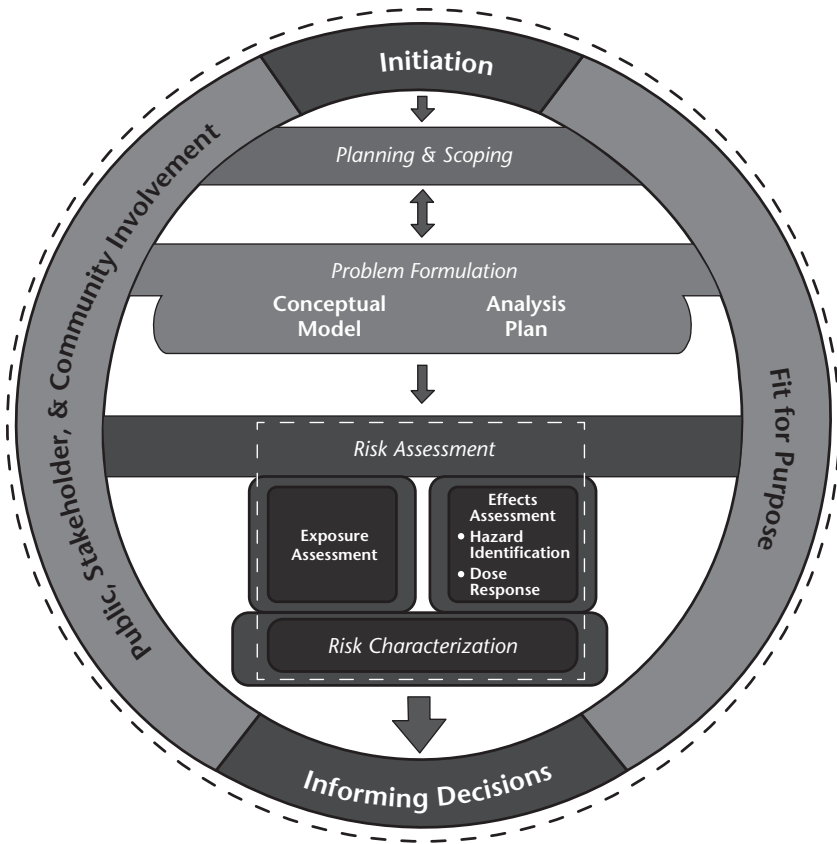 Initiation
Public, Stakeholder, & Community Involvement
Fit for Purpose
Planning & Scoping
Problem Formulation
Conceptual
Model
Analysis
Plan
Risk Assessment
Exposure
Assessment
Effects
Assessment
• Hazard
Identification
• Dose
Response
Risk Characterization
Informing Decisions